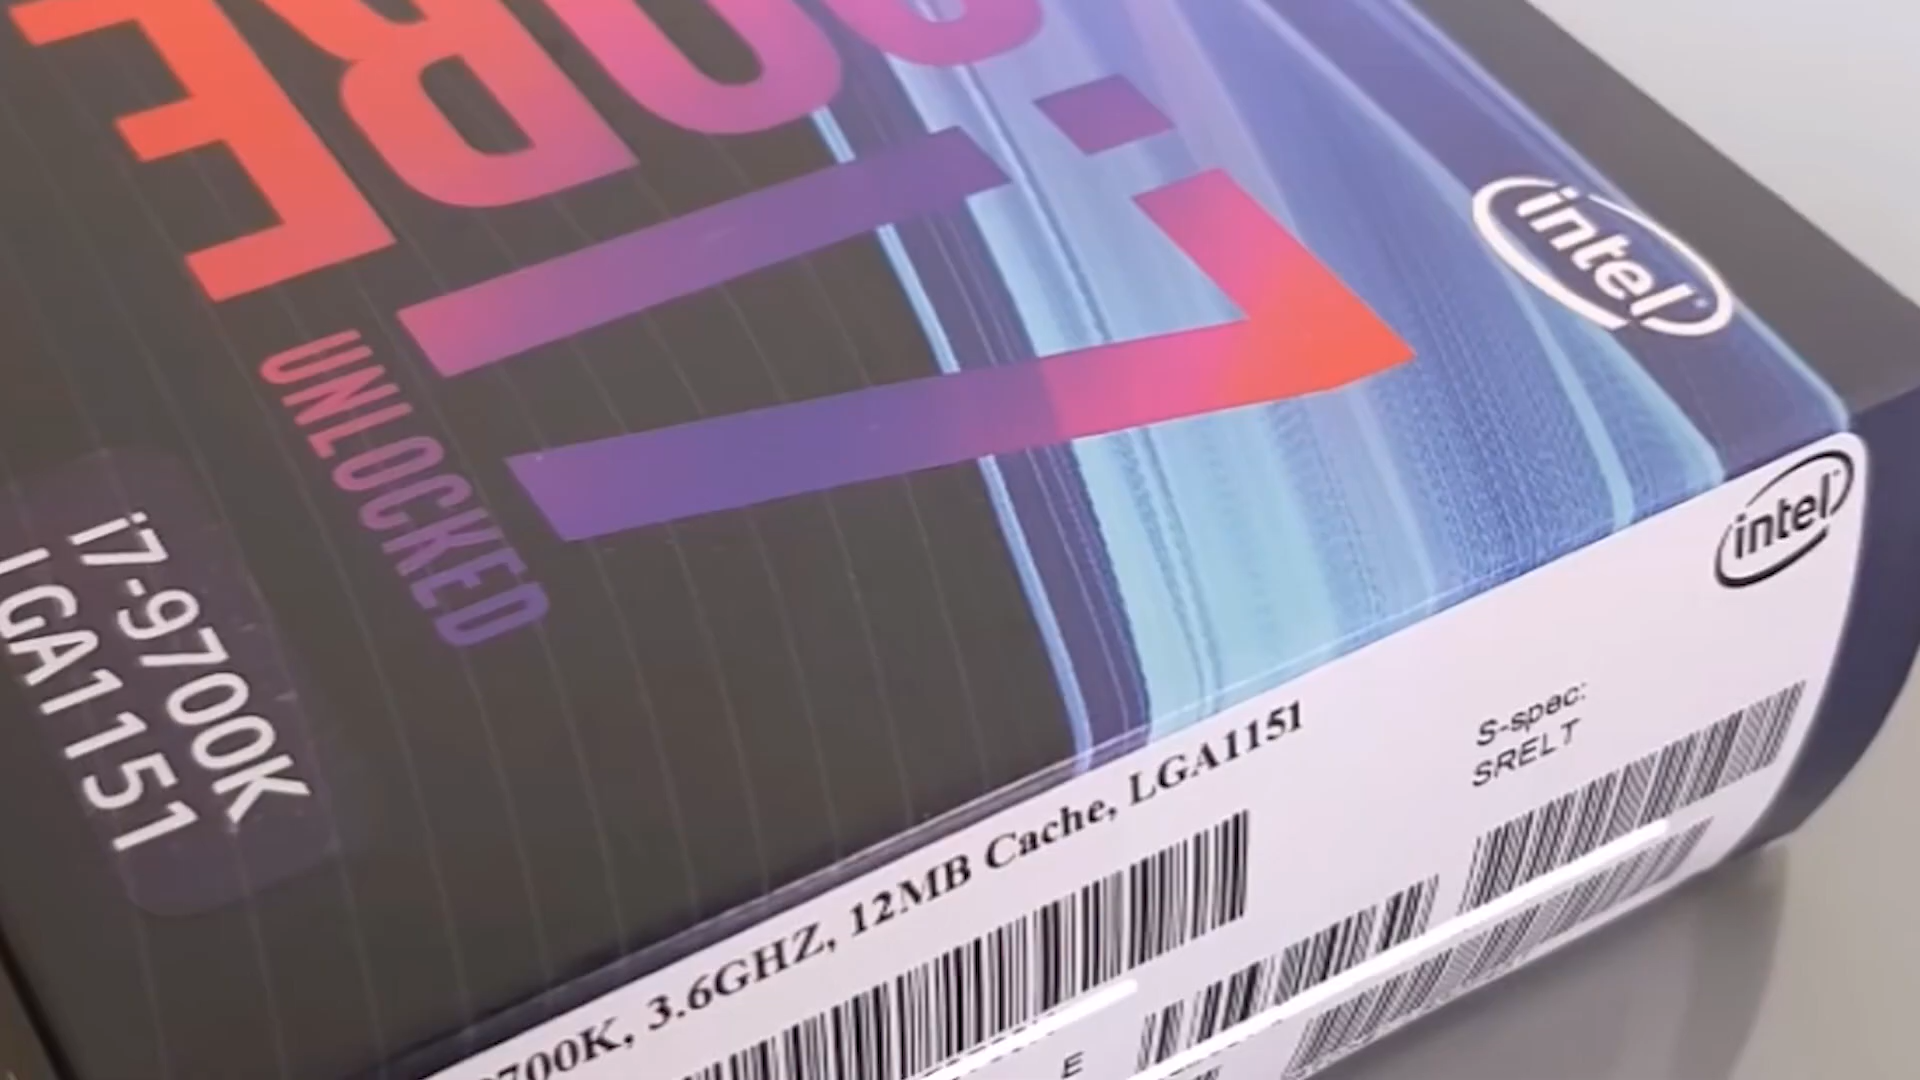 CORE
i7
UNLOCKED
i7-9700K
LGA1151
intel
intel
700K, 3.6GHZ, 12MB Cache, LGA1151
S-spec:
SRELT
E